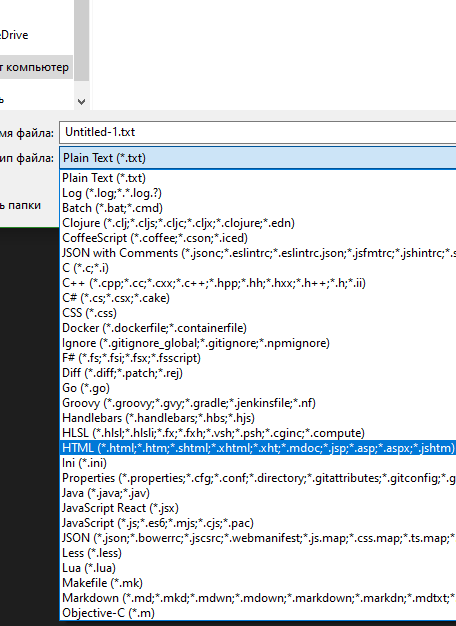 eDrive
т компьютер
ь
мя файла: Untitled-1.txt
ип файла: Plain Text (*.txt)
ь папки
Plain Text (*.txt)
Log (*.log;*.*.log.?)
Batch (*.bat;*.cmd)
Clojure (*.clj;*.cljs;*.cljc;*.cljx;*.clojure;*.edn)
CoffeeScript (*.coffee;*.cson;*.iced)
JSON with Comments (*.jsonc;*.eslintrc;*.eslintrc.json;*.jsfmtrc;*.jshintrc;*.s
C (*.c;*.i)
C++ (*.cpp;*.cc;*.cxx;*.c++;*.hpp;*.hh;*.hxx;*.h++;*.h;*.ii)
C# (*.cs;*.csx;*.cake)
CSS (*.css)
Docker (*.dockerfile;*.containerfile)
Ignore (*.gitignore_global;*.gitignore;*.npmignore)
F# (*.fs;*.fsi;*.fsx;*.fsscript)
Diff (*.diff;*.patch;*.rej)
Go (*.go)
Groovy (*.groovy;*.gvy;*.gradle;*.jenkinsfile;*.nf)
Handlebars (*.handlebars;*.hbs;*.hjs)
HLSL (*.hlsl;*.hlsli;*.fx;*.fxh;*.vsh;*.psh;*.cginc;*.compute)
HTML (*.html;*.htm;*.shtml;*.xhtml;*.xht;*.mdoc;*.jsp;*.asp;*.aspx;*.jshtm)
Ini (*.ini)
Properties (*.properties;*.cfg;*.conf;*.directory;*.gitattributes;*.gitconfig;*.g
Java (*.java;*.jav)
JavaScript React (*.jsx)
JavaScript (*.js;*.es6;*.mjs;*.cjs;*.pac)
JSON (*.json;*.bowerrc;*.jscsrc;*.webmanifest;*.js.map;*.css.map;*.ts.map;*
Less (*.less)
Lua (*.lua)
Makefile (*.mk)
Markdown (*.md;*.mkd;*.mdwn;*.mdown;*.markdown;*.markdn;*.mdtxt;*
Objective-C (*.m)